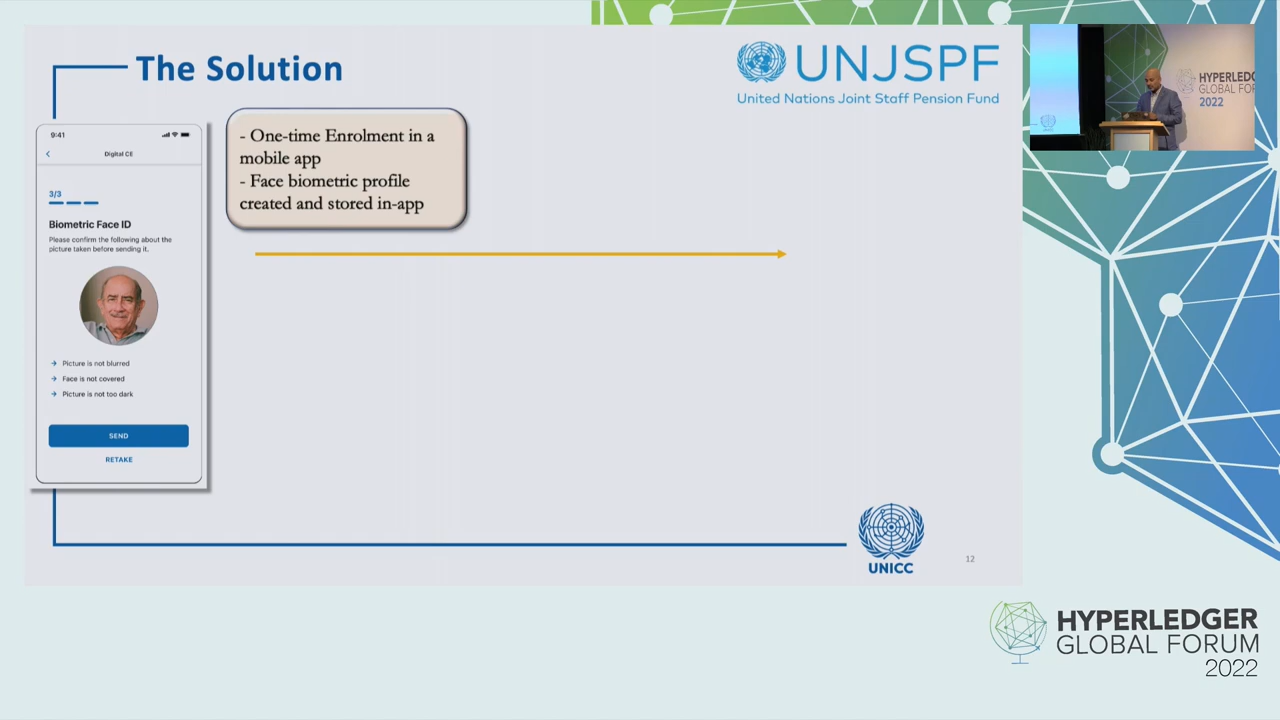 The Solution
UNJSPF
United Nations Joint Staff Pension Fund
9:41
Digital CE
3/3
Biometric Face ID
Please confirm the following about the
picture taken before sending it.
Picture is not blurred
Face is not covered
Picture is not too dark
SEND
RETAKE
- One-time Enrolment in a
mobile app
- Face biometric profile
created and stored in-app
UNICC
12
HYPERLEDG
GLOBAL FOR
2022
HYPERLEDGER
GLOBAL FORUM
2022